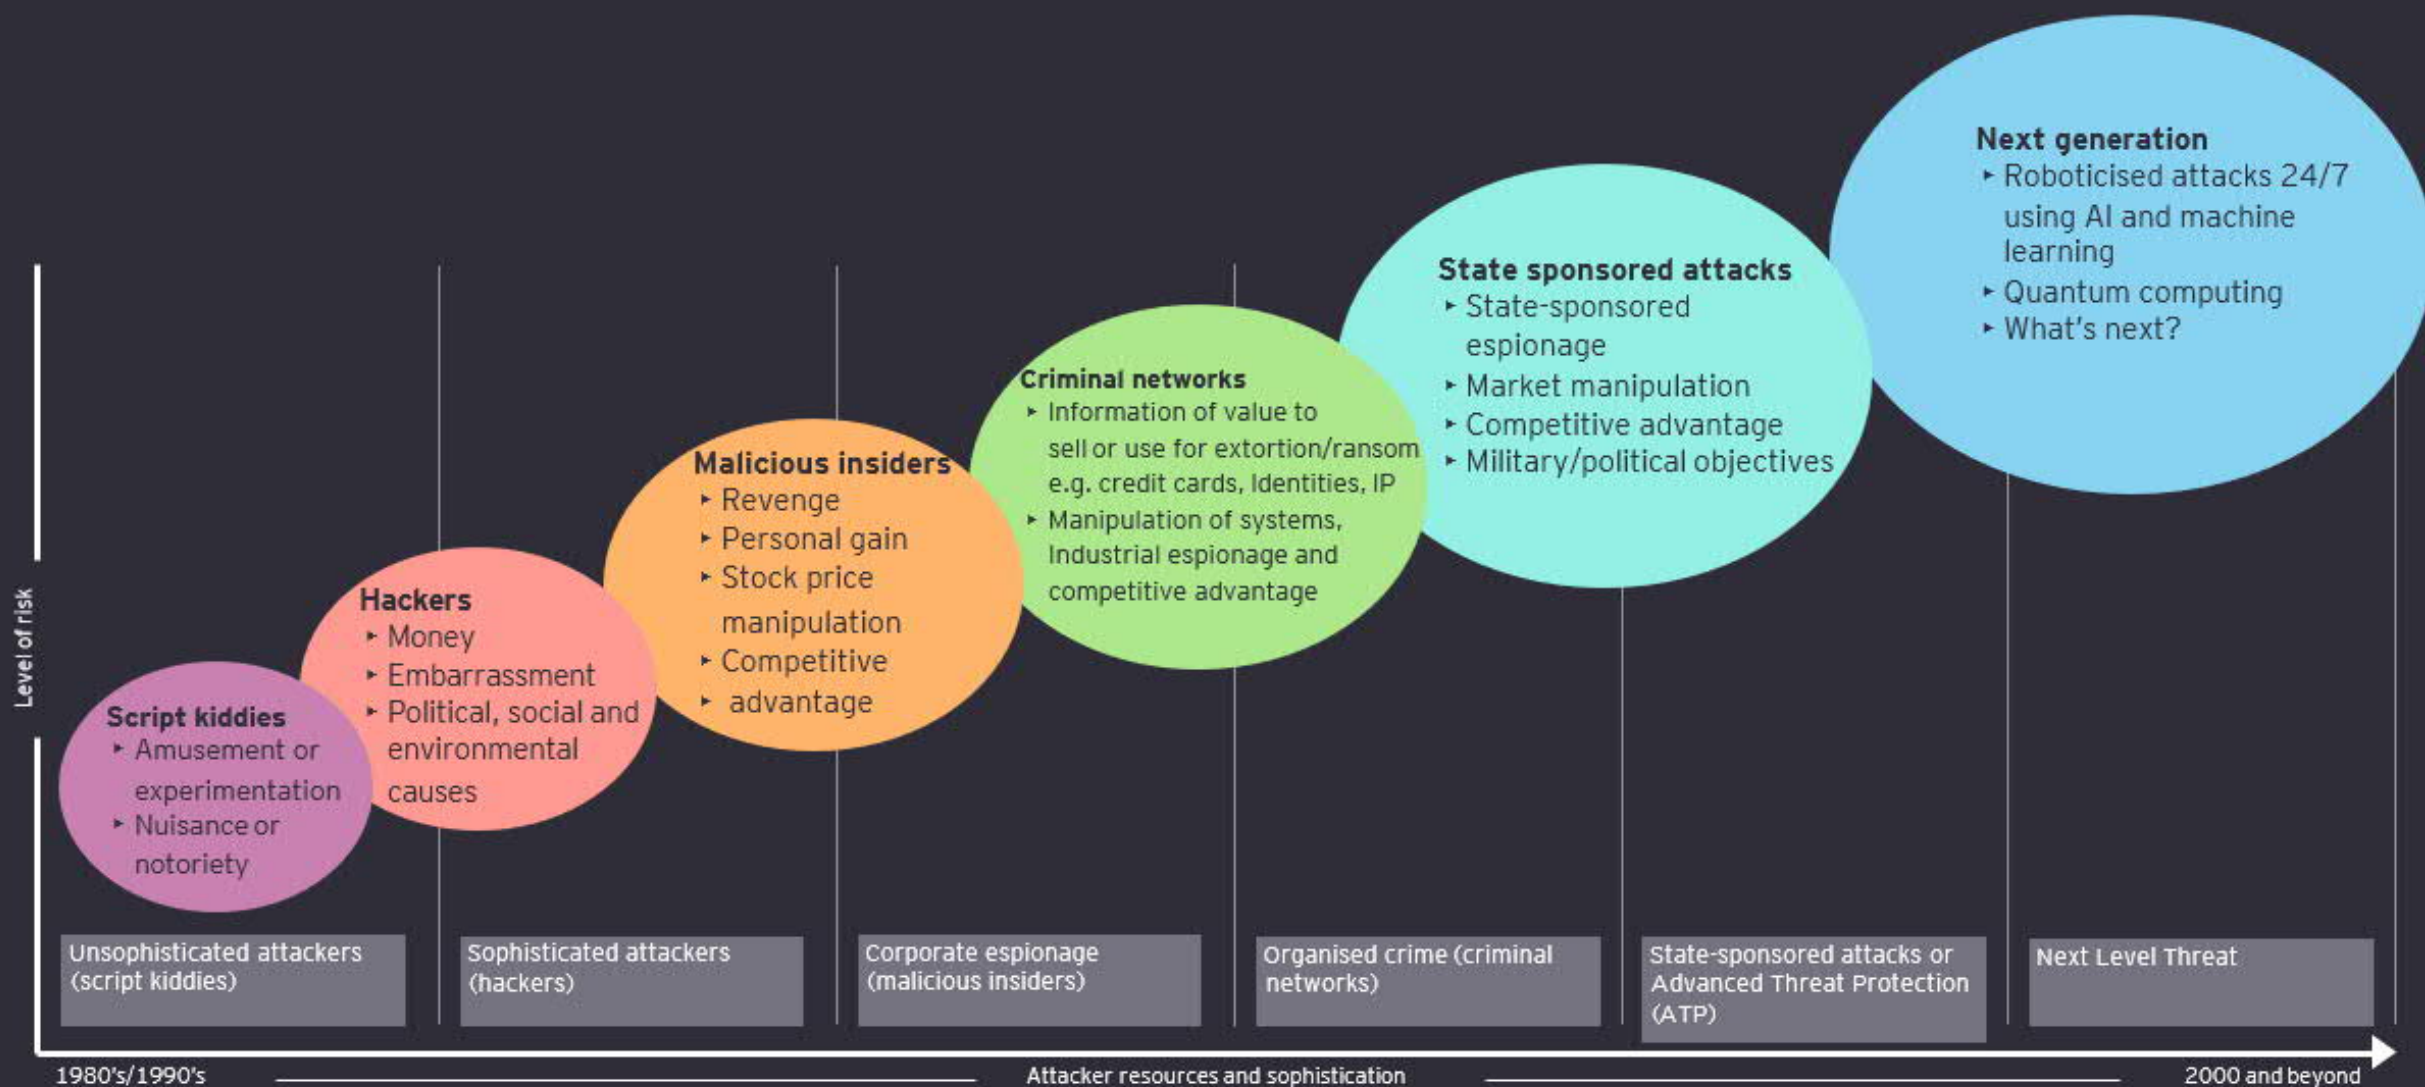 Next generation
▸ Roboticised attacks 24/7
using AI and machine
learning
▸ Quantum computing
▸ What's next?
State sponsored attacks
▸ State-sponsored
espionage
▸ Market manipulation
▸ Competitive advantage
▸ Military/political objectives
Criminal networks
▸ Information of value to
sell or use for extortion/ransom
e.g. credit cards, Identities, IP
▸ Manipulation of systems,
Industrial espionage and
competitive advantage
Malicious insiders
▸ Revenge
▸ Personal gain
▸ Stock price
manipulation
▸ Competitive
▸ advantage
Hackers
▸ Money
▸ Embarrassment
▸ Political, social and
environmental
causes
Script kiddies
▸ Amusement or
experimentation
▸ Nuisance or
notoriety
Level of risk
Unsophisticated attackers
(script kiddies)
Sophisticated attackers
(hackers)
Corporate espionage
(malicious insiders)
Organised crime (criminal
networks)
State-sponsored attacks or
Advanced Threat Protection
(ATP)
Next Level Threat
1980's/1990's
Attacker resources and sophistication
2000 and beyond